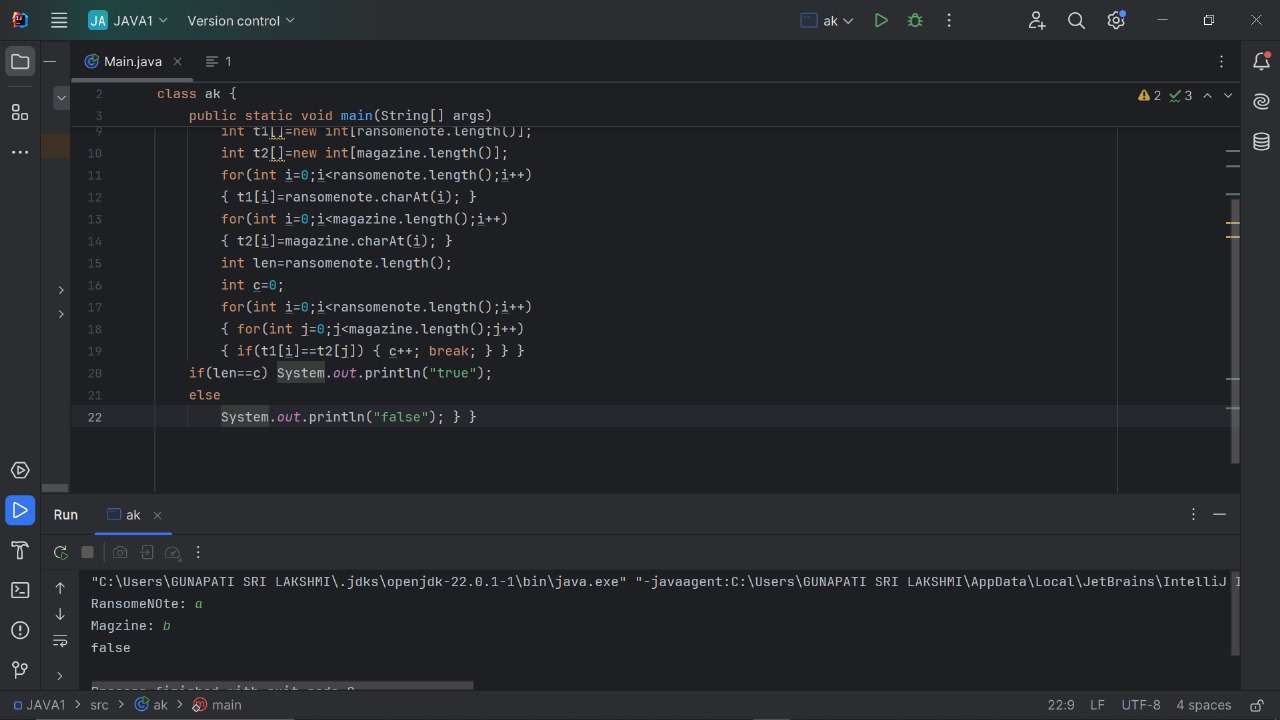 JA JAVA1 Version control ak
Main.java 1
2 class ak {
3 public static void main(String[] args)
9 int t1[]=new int[ransomenote.length()];
10 int t2[]=new int[magazine.length()];
11 for(int i=0;i<ransomenote.length();i++)
12 { t1[i]=ransomenote.charAt(i); }
13 for(int i=0;i<magazine.length();i++)
14 { t2[i]=magazine.charAt(i); }
15 int len=ransomenote.length();
16 int c=0;
17 for(int i=0;i<ransomenote.length();i++)
18 { for(int j=0;j<magazine.length();j++)
19 { if(t1[i]==t2[j]) { c++; break; } } }
20 if(len==c) System.out.println("true");
21 else
22 System.out.println("false"); } }
2 3
Run ak
"C:\Users\GUNAPATI SRI LAKSHMI\.jdks\openjdk-22.0.1-1\bin\java.exe" "-javaagent:C:\Users\GUNAPATI SRI LAKSHMI\AppData\Local\JetBrains\IntelliJ I
RansomeNOte: a
Magzine: b
false
Process finished with exit code 0
JAVA1 > src > ak > main 22:9 LF UTF-8 4 spaces